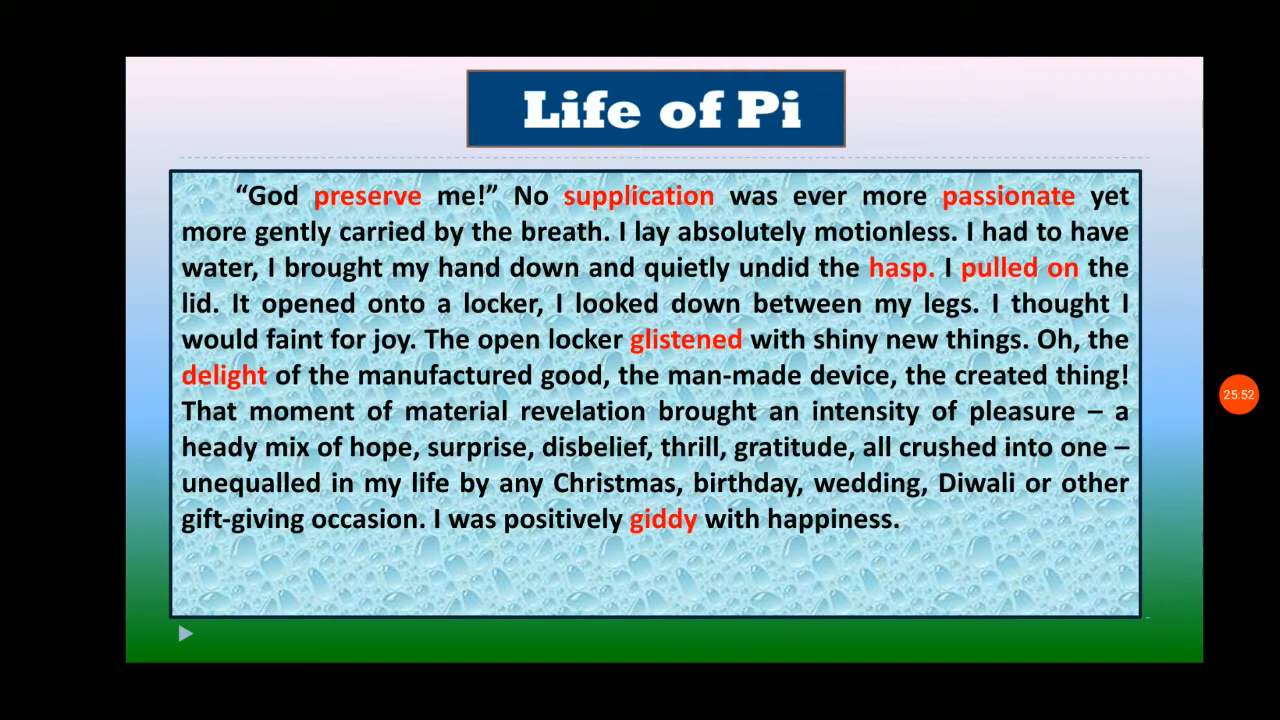 Life of Pi
“God preserve me!” No supplication was ever more passionate yet
more gently carried by the breath. I lay absolutely motionless. I had to have
water, I brought my hand down and quietly undid the hasp. I pulled on the
lid. It opened onto a locker, I looked down between my legs. I thought I
would faint for joy. The open locker glistened with shiny new things. Oh, the
delight of the manufactured good, the man-made device, the created thing!
That moment of material revelation brought an intensity of pleasure – a
heady mix of hope, surprise, disbelief, thrill, gratitude, all crushed into one –
unequalled in my life by any Christmas, birthday, wedding, Diwali or other
gift-giving occasion. I was positively giddy with happiness.
25:52